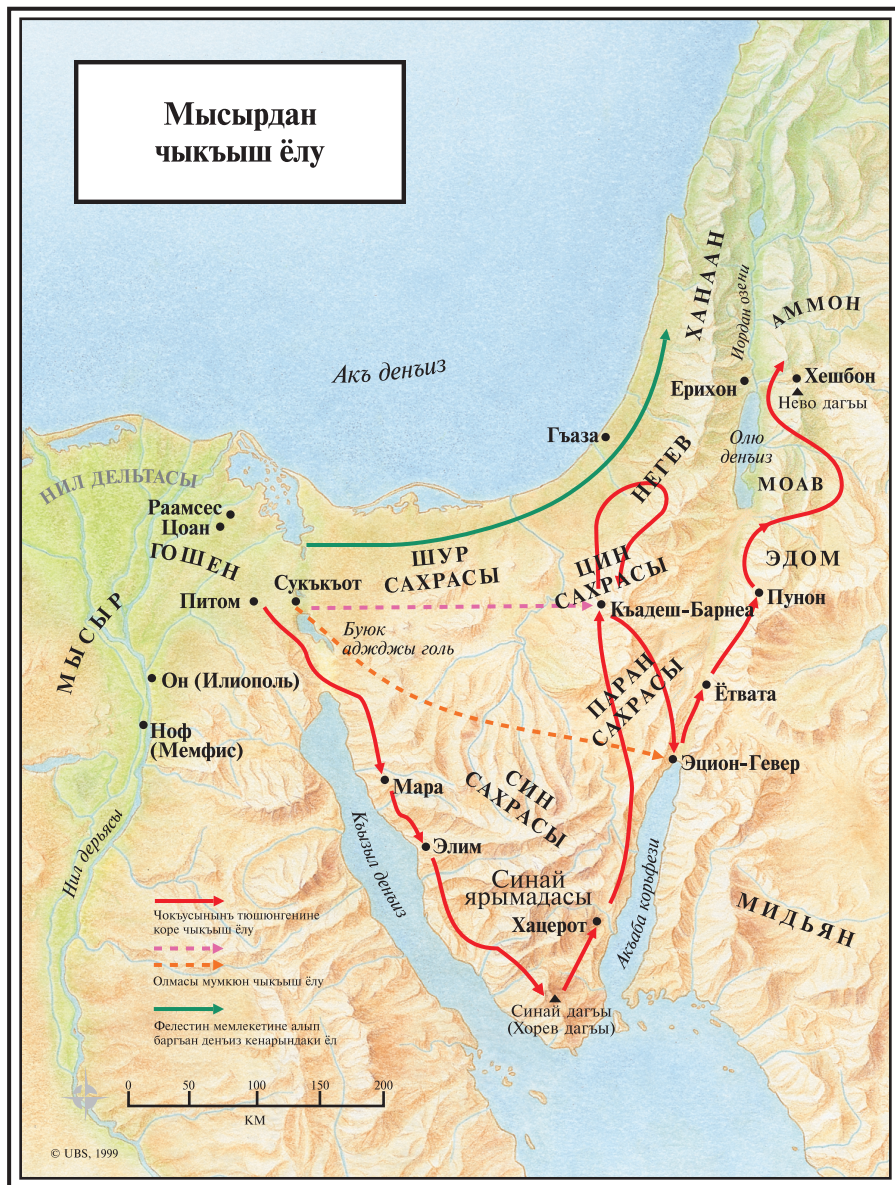 Мысырдан
чыкъыш ёлу
ХАНААН
Иордан озени
АММОН
Акъ денъиз
Ерихон
Хешбон
Нево дагъы
Гъаза
Олю
денъиз
НЕГЕВ
МОАВ
НИЛ ДЕЛЬТАСЫ
Раамсес
Цоан
ГОШЕН
ШУР
САХРАСЫ
ЦИН
САХРАСЫ
ЭДОМ
Питом
Сукъкъот
Къадеш-Барнеа
Пунон
МЫСЫР
Буюк
аджджы голь
Он (Илиополь)
ПАРАН
САХРАСЫ
Ётвата
Ноф
(Мемфис)
Эцион-Гевер
Мара
СИН
САХРАСЫ
Элим
Нил дерьясы
Къызыл денъиз
Синай
ярымадасы
Хацерот
Акъаба корьфези
МИДЬЯН
Чокъусынынъ тюшюнгенине
коре чыкъыш ёлу
Олмасы мумкюн чыкъыш ёлу
Фелестин мемлекетине алып
баргъан денъиз кенарындаки ёл
Синай дагъы
(Хорев дагъы)
0 50 100 150 200
КМ
© UBS, 1999